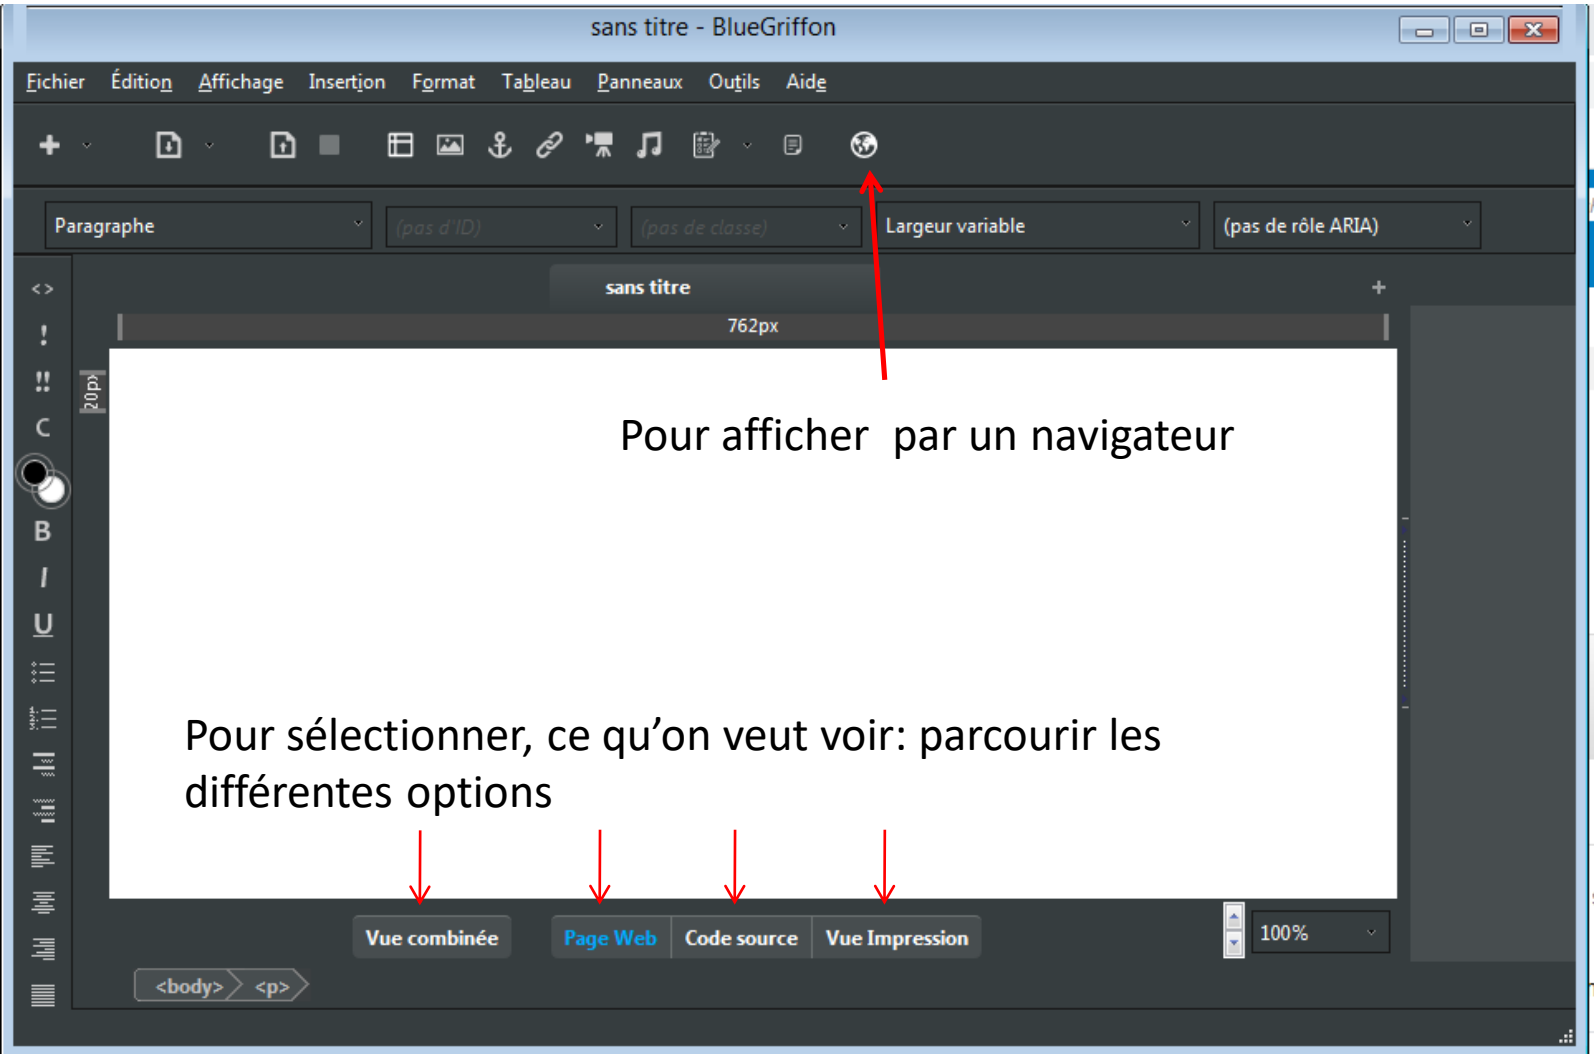 sans titre - BlueGriffon
Fichier Édition Affichage Insertion Format Tableau Panneaux Outils Aide
Paragraphe (pas d'ID) (pas de classe) Largeur variable (pas de rôle ARIA)
<> sans titre +
! 762px
!! 20px
C
Pour afficher par un navigateur
B
I
U
Pour sélectionner, ce qu’on veut voir: parcourir les
différentes options
Vue combinée Page Web Code source Vue Impression 100%
<body> <p>